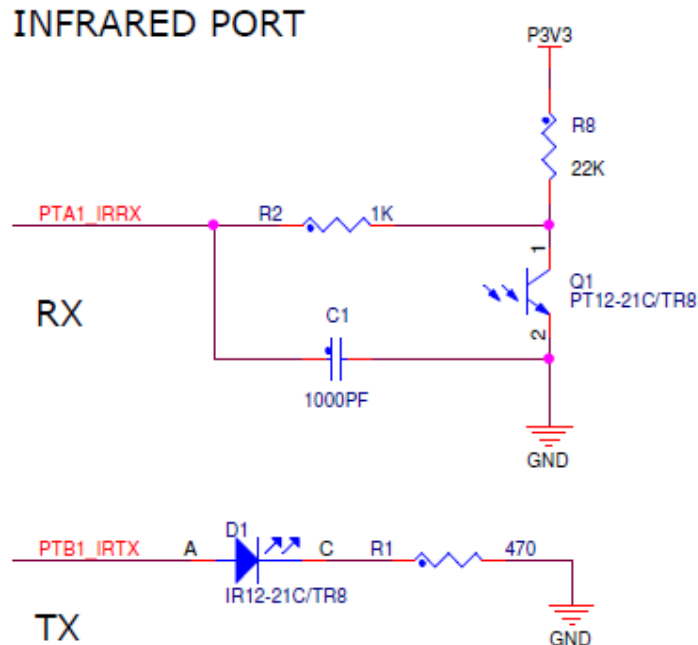 INFRARED PORT
P3V3
R8
22K
PTA1_IRRX
R2
1K
1
Q1
PT12-21C/TR8
RX
C1
2
1000PF
GND
D1
PTB1_IRTX
A
C
R1
470
IR12-21C/TR8
TX
GND